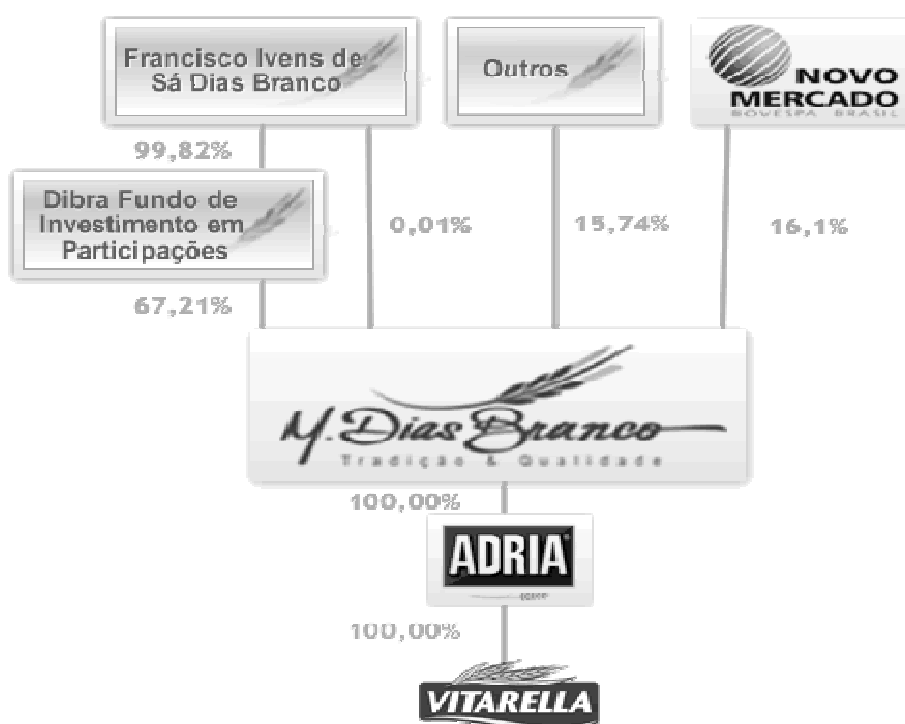 Francisco Ivens de
Sá Dias Branco
Outros
NOVO
MERCADO
BOVESPA BRASIL
99,82%
Dibra Fundo de
Investimento em
Participações
0,01%
15,74%
16,1%
67,21%
M. Dias Branco
Tradição & Qualidade
100,00%
ADRIA
100,00%
VITARELLA